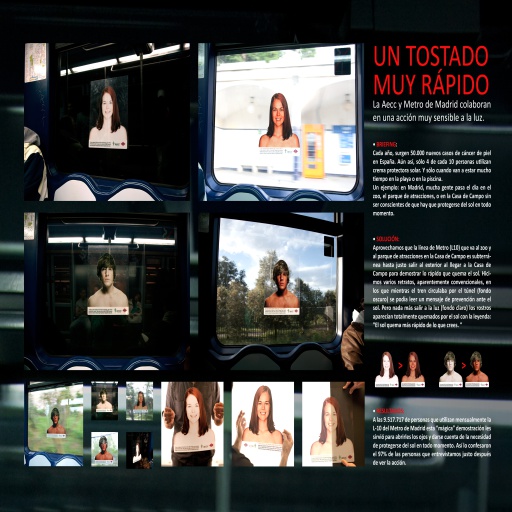 UN TOSTADO
MUY RÁPIDO
La Aecc y Metro de Madrid colaboran
en una acción muy sensible a la luz.
• BRIEFING:
Cada año, surgen 50.000 nuevos casos de cáncer de piel
en España. Aún así, sólo 4 de cada 10 personas utilizan
crema protectora solar. Y sólo cuando van a estar mucho
tiempo en la playa o en la piscina.
Un ejemplo: en Madrid, mucha gente pasa el día en el
zoo, el parque de atracciones, o en la Casa de Campo sin
ser conscientes de que hay que protegerse del sol en todo
momento.
• SOLUCIÓN:
Aprovechamos que la línea de Metro (L10) que va al zoo y
al parque de atracciones en la Casa de Campo es subterrá-
nea hasta justo salir al exterior al llegar a la Casa de
Campo para demostrar lo rápido que quema el sol. Hici-
mos varios retratos, aparentemente convencionales, en
los que mientras el tren circulaba por el túnel (fondo
oscuro) se podía leer un mensaje de prevención ante el
sol. Pero nada más salir a la luz (fondo claro) los rostros
aparecían totalmente quemados por el sol con la leyenda:
"El sol quema más rápido de lo que crees."
A las 9.517.717 de personas que utilizan mensualmente la
L-10 del Metro de Madrid esta "mágica" demostración les
sirvió para abrirles los ojos y darse cuenta de la necesidad
de protegerse del sol en todo momento. Así lo confesaron
el 97% de las personas que entrevistamos justo después
de ver la acción.